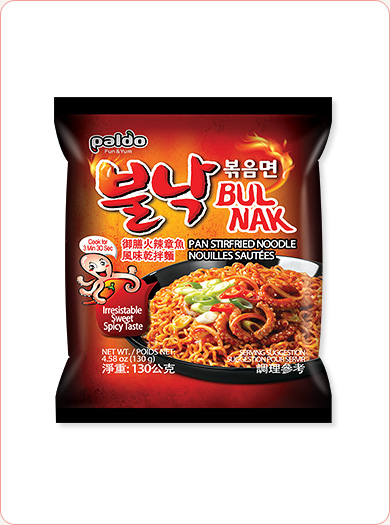 paldo
Fun & Yum
볶음면
불낙
BUL
NAK
Cook for
3 Min 30 Sec
御膳火辣章魚
風味乾拌麵
PAN STIRFRIED NOODLE
NOUILLES SAUTÉES
Irresistable
Sweet
Spicy Taste
NET WT. / POIDS NET
4.58 oz (130 g)
淨重: 130公克
SERVING SUGGESTION
SUGGESTION POUR SERVIR
調理參考